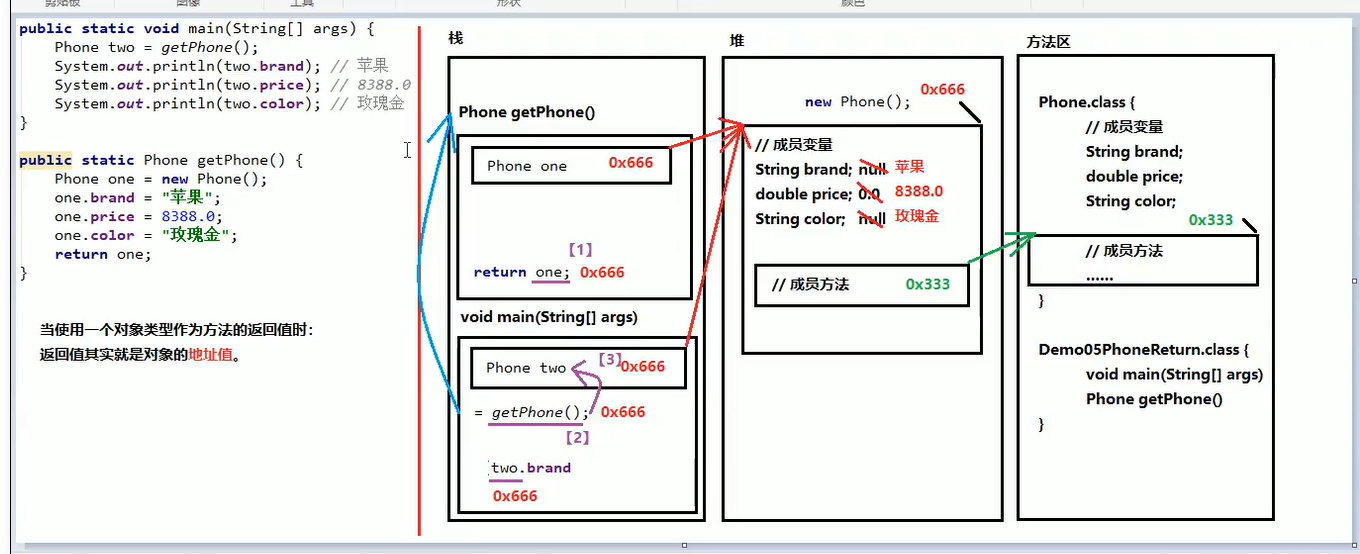 剪贴板
图像
工具
形状
颜色
public static void main(String[] args) {
Phone two = getPhone();
System.out.println(two.brand); // 苹果
System.out.println(two.price); // 8388.0
System.out.println(two.color); // 玫瑰金
}
public static Phone getPhone() {
Phone one = new Phone();
one.brand = "苹果";
one.price = 8388.0;
one.color = "玫瑰金";
return one;
}
当使用一个对象类型作为方法的返回值时：
返回值其实就是对象的地址值。
栈
Phone getPhone()
Phone one 0x666
【1】
return one; 0x666
void main(String[] args)
Phone two 【3】 0x666
= getPhone(); 0x666
【2】
two.brand
0x666
堆
0x666
new Phone();
// 成员变量
String brand; null 苹果
double price; 0.0 8388.0
String color; null 玫瑰金
// 成员方法 0x333
方法区
Phone.class {
// 成员变量
String brand;
double price;
String color;
0x333
// 成员方法
......
}
Demo05PhoneReturn.class {
void main(String[] args)
Phone getPhone()
}